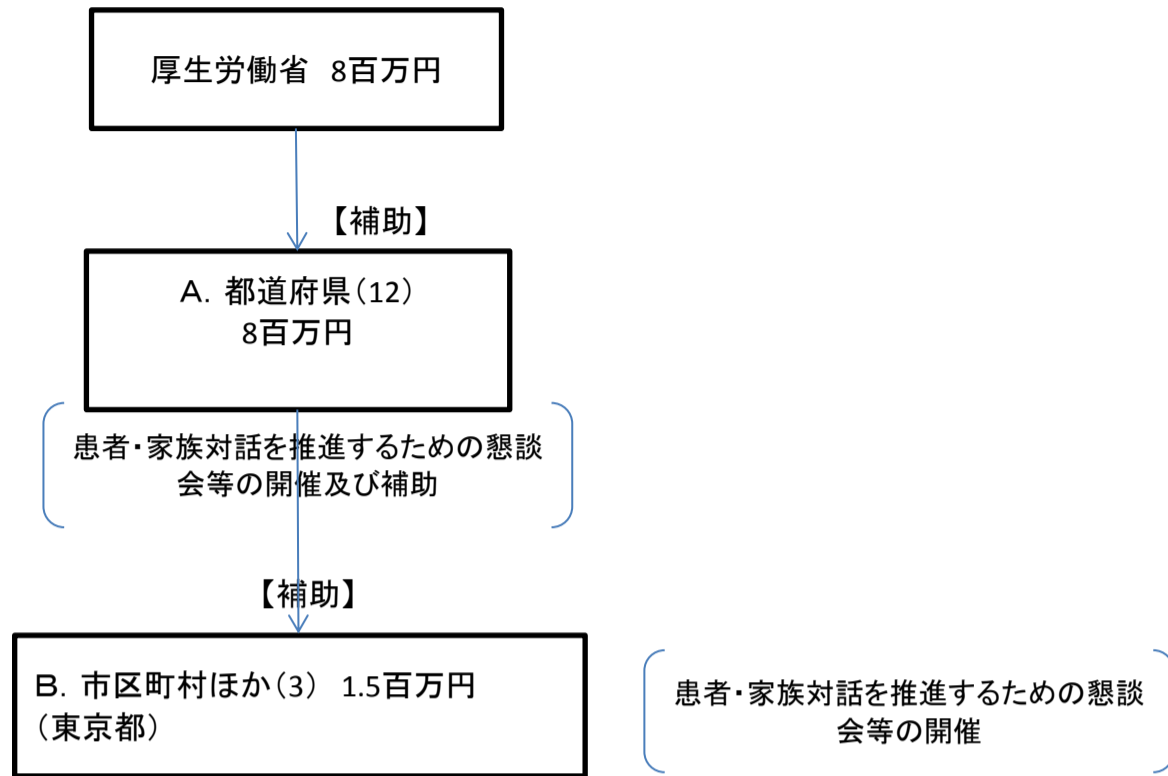 厚生労働省 8百万円
【補助】
A. 都道府県(12)
8百万円
患者・家族対話を推進するための懇談
会等の開催及び補助
【補助】
B. 市区町村ほか(3) 1.5百万円
(東京都)
患者・家族対話を推進するための懇談
会等の開催